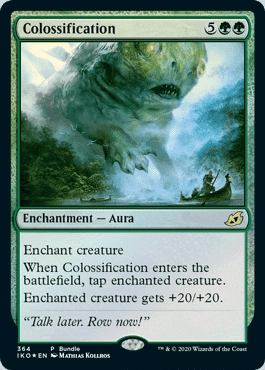 Colossification 5
Enchantment — Aura
Enchant creature
When Colossification enters the
battlefield, tap enchanted creature.
Enchanted creature gets +20/+20.
“Talk later. Row now!”
364 P Bundle
IKO ★ EN Mathias Kollros ™ & © 2020 Wizards of the Coast